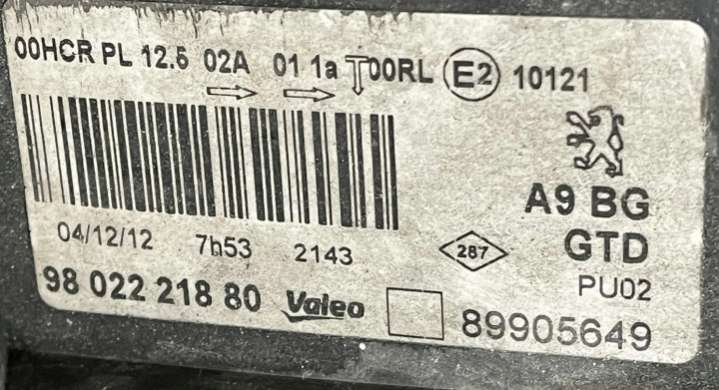 00HCR PL 12.5 02A 01 1a 00RL E2 10121
A9 BG
04/12/12 7h53 2143 287 GTD
PU02
98 022 218 80 Valeo 89905649